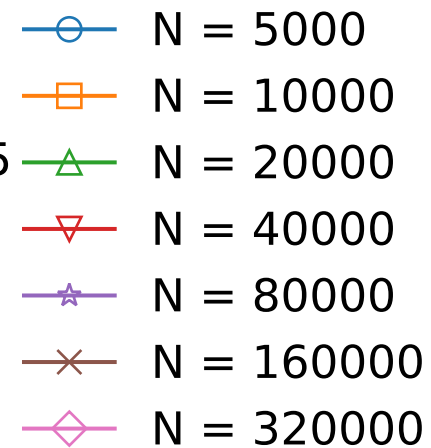 N = 5000
N = 10000
N = 20000
N = 40000
N = 80000
N = 160000
N = 320000